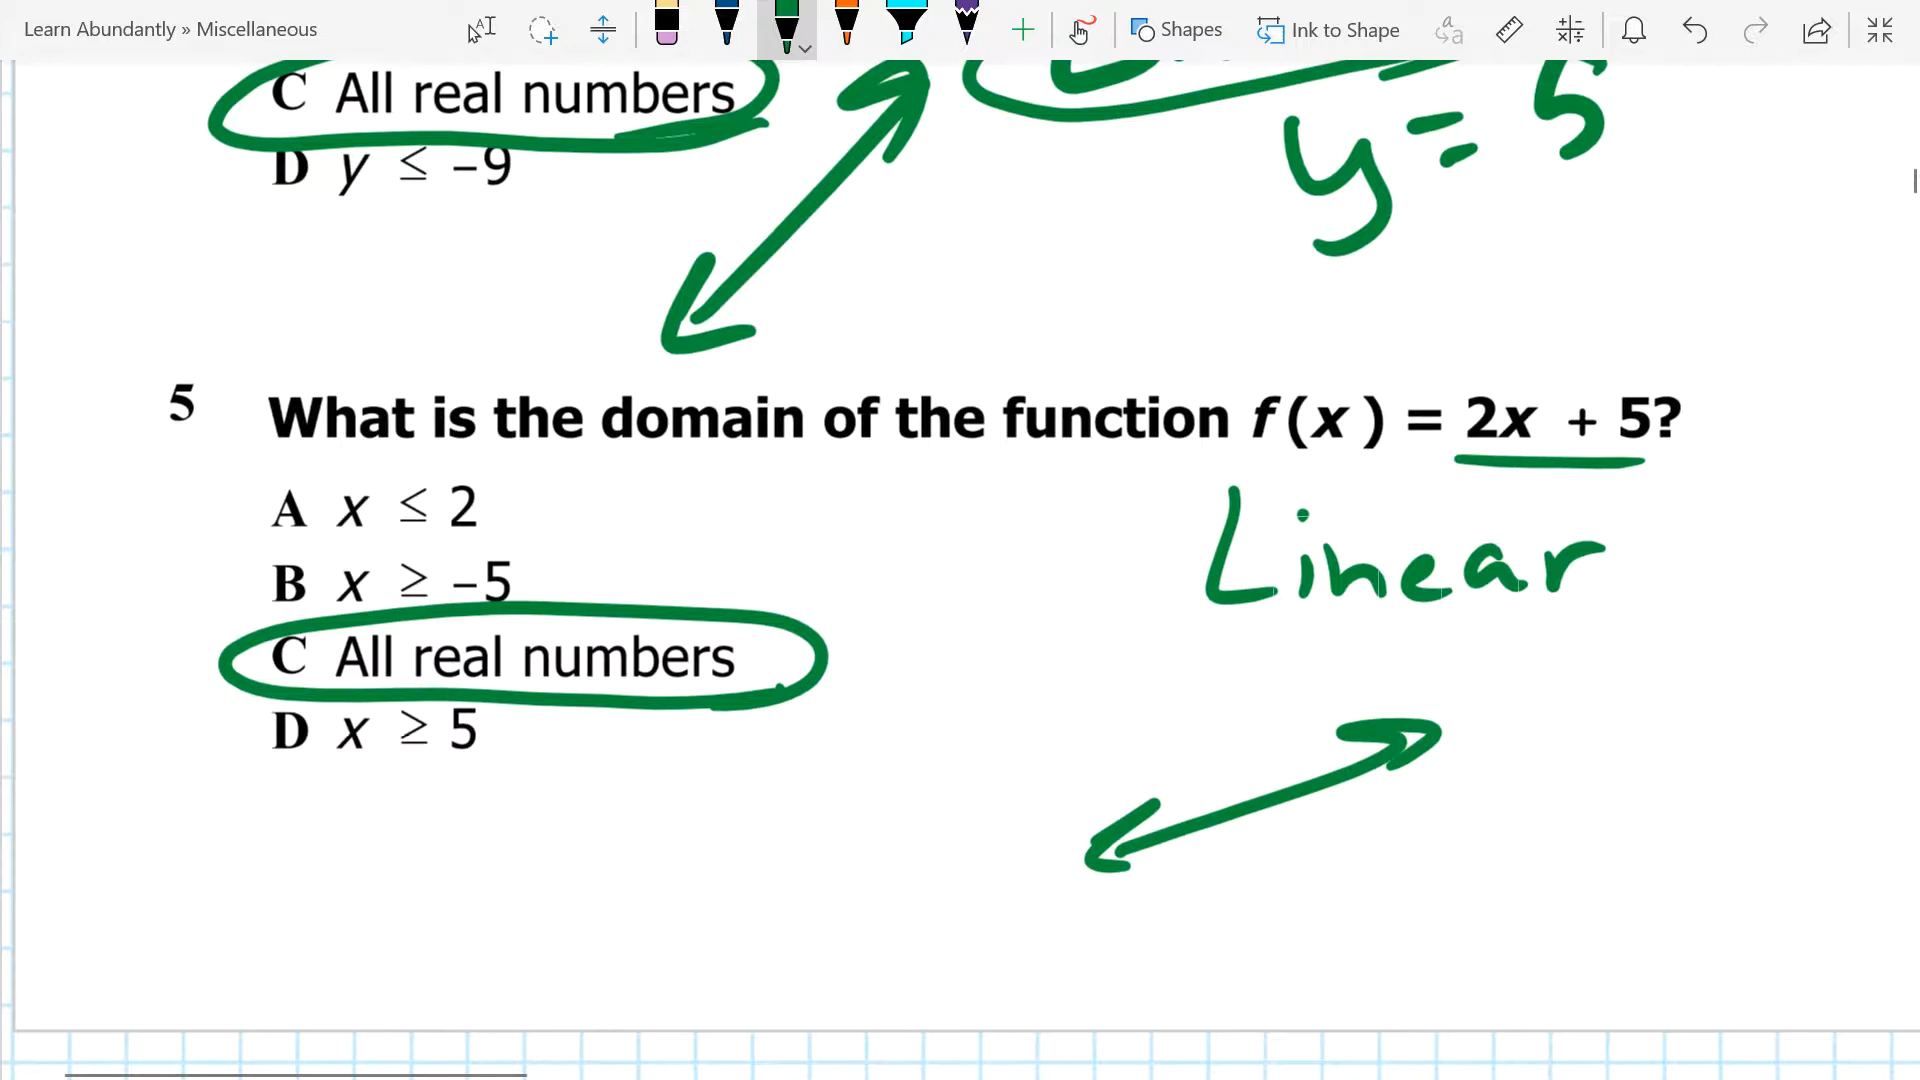 Learn Abundantly » Miscellaneous
Shapes
Ink to Shape
C All real numbers
D y ≤ –9
y = 5
5 What is the domain of the function f(x) = 2x + 5?
A x ≤ 2
B x ≥ –5
C All real numbers
D x ≥ 5
Linear